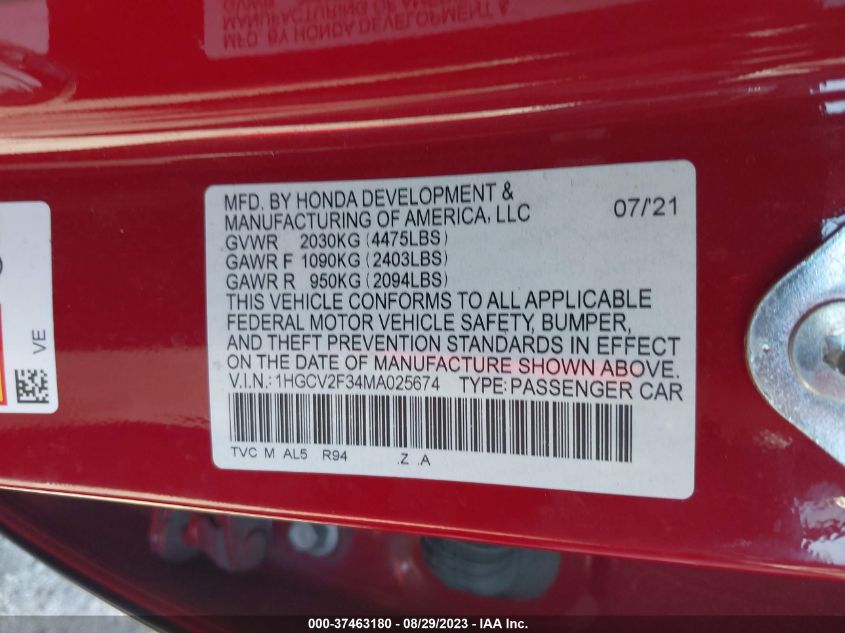 MFD. BY HONDA DEVELOPMENT &
MANUFACTURING OF AMERICA, LLC
07/'21
GVWR 2030KG (4475LBS)
GAWR F 1090KG (2403LBS)
GAWR R 950KG (2094LBS)
THIS VEHICLE CONFORMS TO ALL APPLICABLE
FEDERAL MOTOR VEHICLE SAFETY, BUMPER,
AND THEFT PREVENTION STANDARDS IN EFFECT
ON THE DATE OF MANUFACTURE SHOWN ABOVE.
V.I.N.: 1HGCV2F34MA025674 TYPE: PASSENGER CAR
TVC M AL5 R94 .Z .A
VE
000-37463180 - 08/29/2023 - IAA Inc.